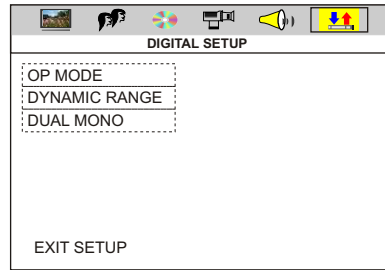 DIGITAL SETUP
OP MODE
DYNAMIC RANGE
DUAL MONO
EXIT SETUP